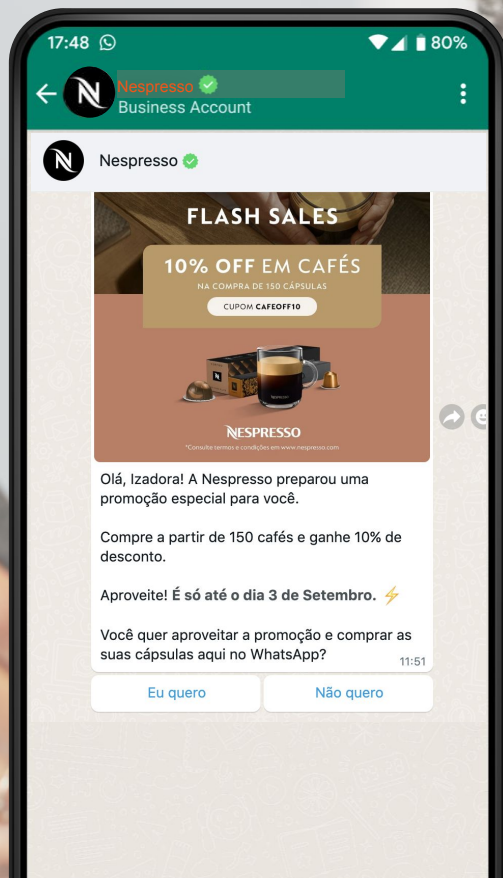 17:48
80%
Nespresso
Business Account
Nespresso
FLASH SALES
10% OFF EM CAFÉS
NA COMPRA DE 150 CÁPSULAS
CUPOM CAFEOFF10
NESPRESSO
*Consulte termos e condições em www.nespresso.com
Olá, Izadora! A Nespresso preparou uma
promoção especial para você.
Compre a partir de 150 cafés e ganhe 10% de
desconto.
Aproveite! É só até o dia 3 de Setembro. ⚡
Você quer aproveitar a promoção e comprar as
suas cápsulas aqui no WhatsApp?
11:51
Eu quero
Não quero